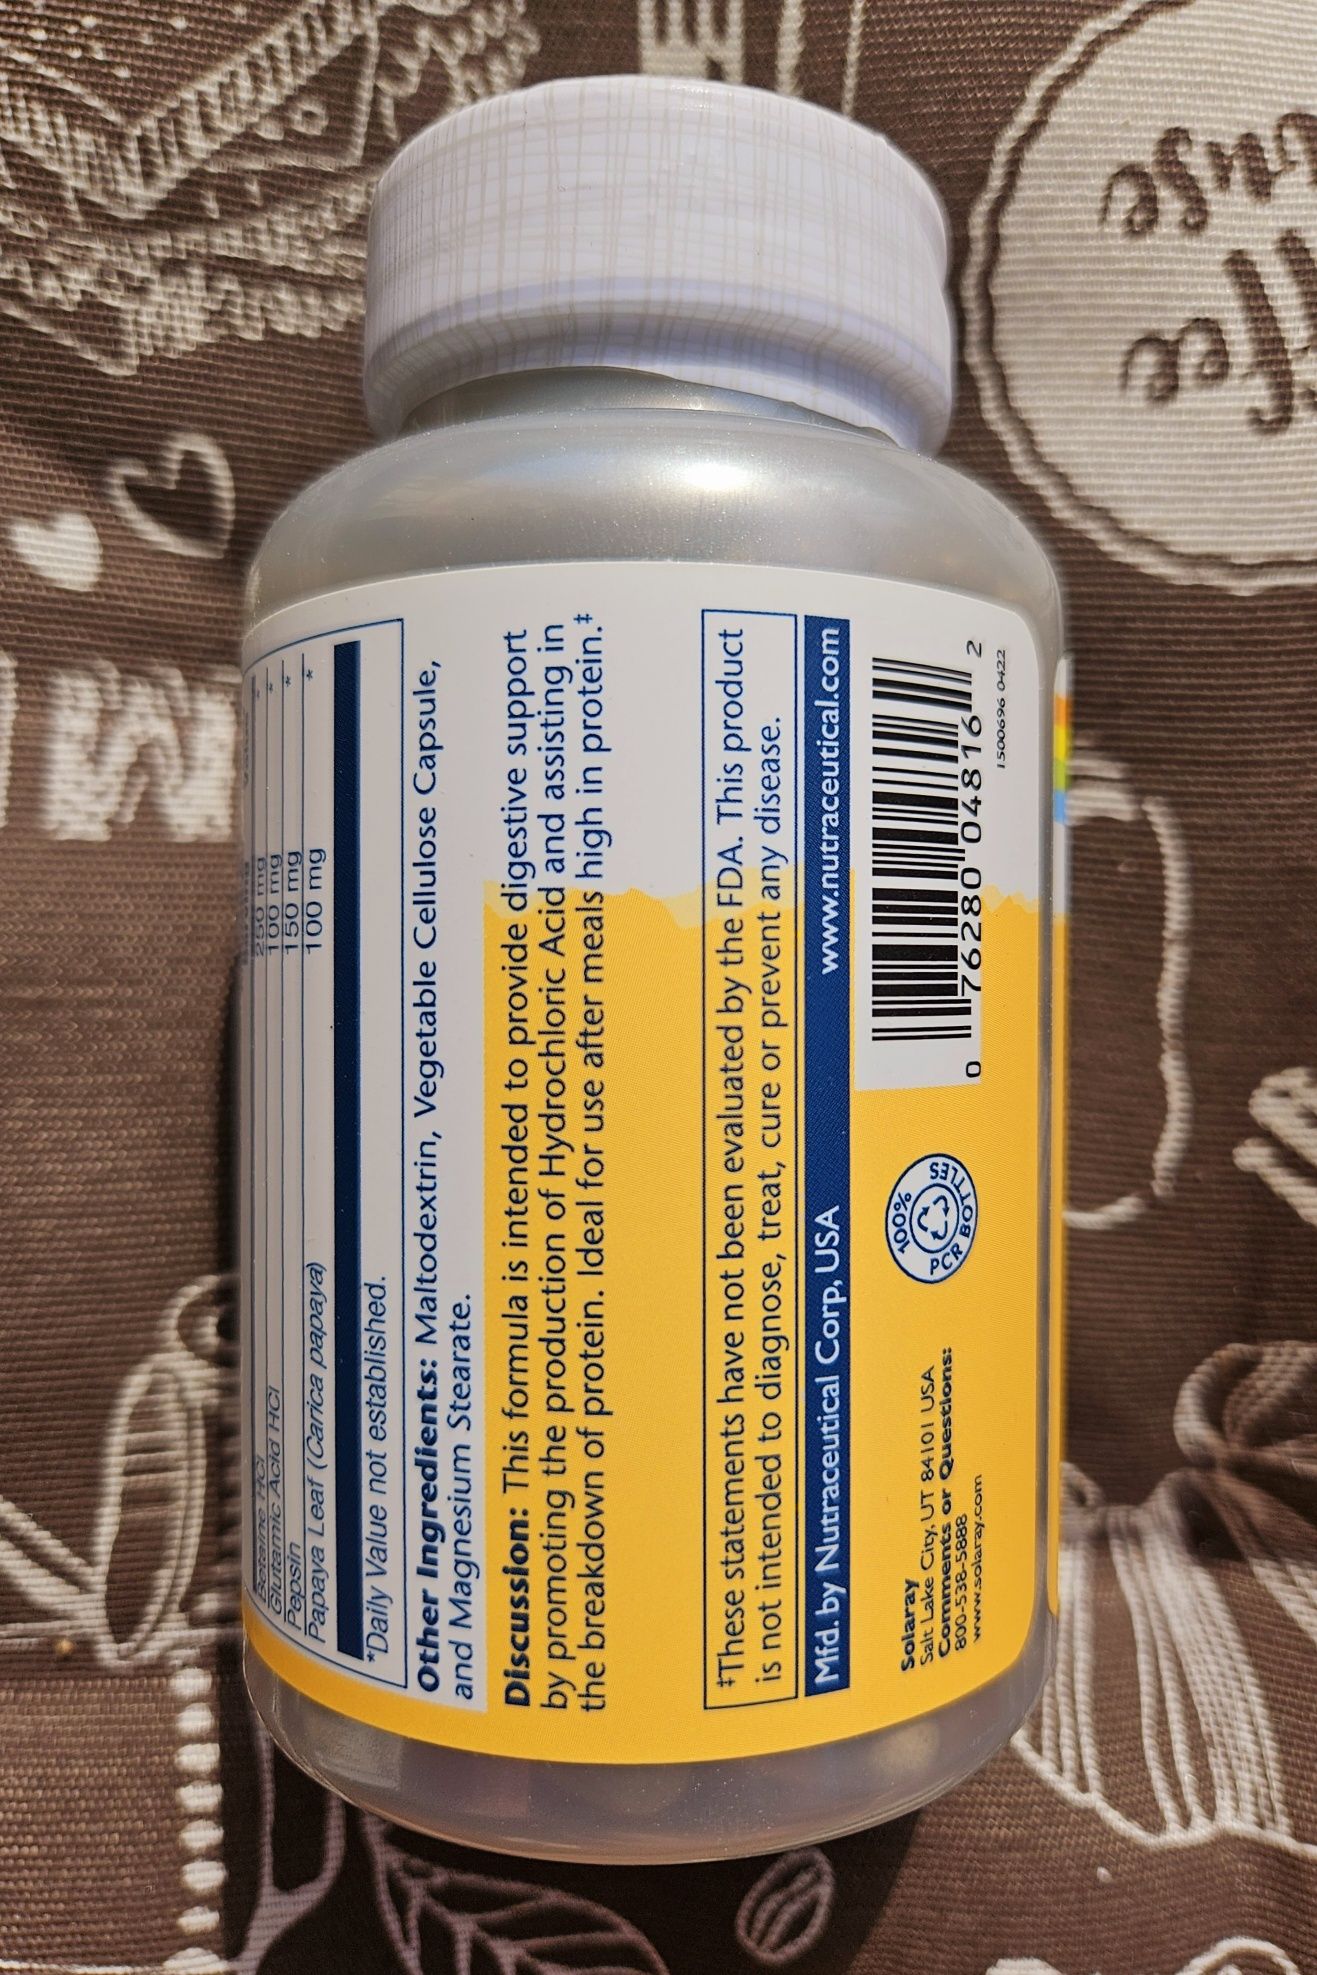 Betaine HCl 250 mg *
Glutamic Acid HCl 100 mg *
Pepsin 150 mg *
Papaya Leaf (Carica papaya) 100 mg *
*Daily Value not established.
Other Ingredients: Maltodextrin, Vegetable Cellulose Capsule,
and Magnesium Stearate.
Discussion: This formula is intended to provide digestive support
by promoting the production of Hydrochloric Acid and assisting in
the breakdown of protein. Ideal for use after meals high in protein.‡
‡These statements have not been evaluated by the FDA. This product
is not intended to diagnose, treat, cure or prevent any disease.
Mfd. by Nutraceutical Corp, USA www.nutraceutical.com
Solaray
Salt Lake City, UT 84101 USA
Comments or Questions:
800-538-5888
www.solaray.com
100%
PCR BOTTLES
0 76280 04816 2
1500696 0422